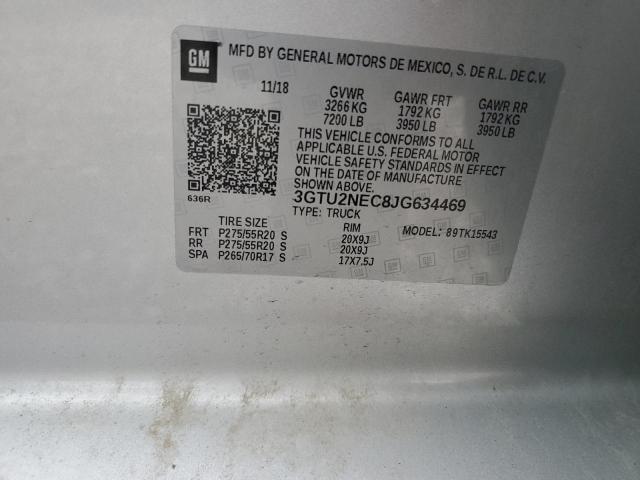 GM
MFD BY GENERAL MOTORS DE MEXICO, S. DE R.L. DE C.V.
11/18 GVWR GAWR FRT GAWR RR
3266 KG 1792 KG 1792 KG
7200 LB 3950 LB 3950 LB
THIS VEHICLE CONFORMS TO ALL
APPLICABLE U.S. FEDERAL MOTOR
VEHICLE SAFETY STANDARDS IN EFFECT
ON THE DATE OF MANUFACTURE
SHOWN ABOVE.
636R
3GTU2NEC8JG634469
TYPE: TRUCK
TIRE SIZE RIM MODEL: 89TK15543
FRT P275/55R20 S 20X9J
RR P275/55R20 S 20X9J
SPA P265/70R17 S 17X7.5J